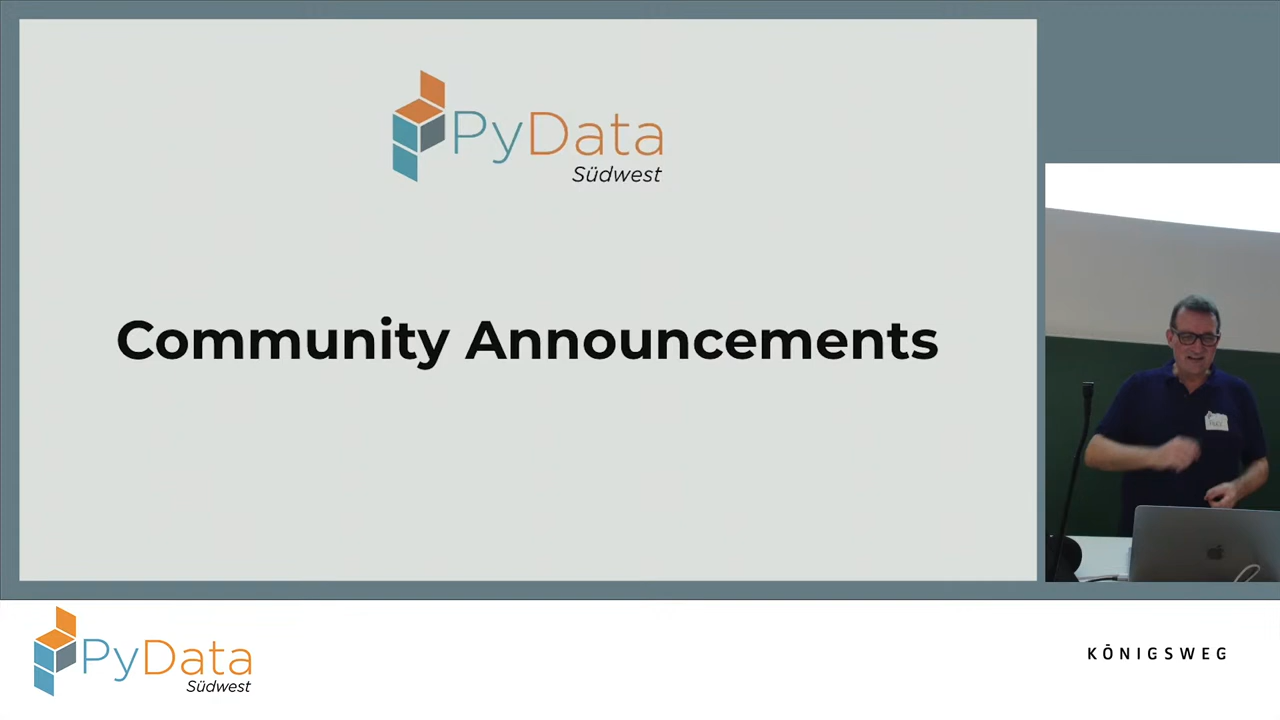 PyData
Südwest
Community Announcements
PyData
Südwest
KÖNIGSWEG